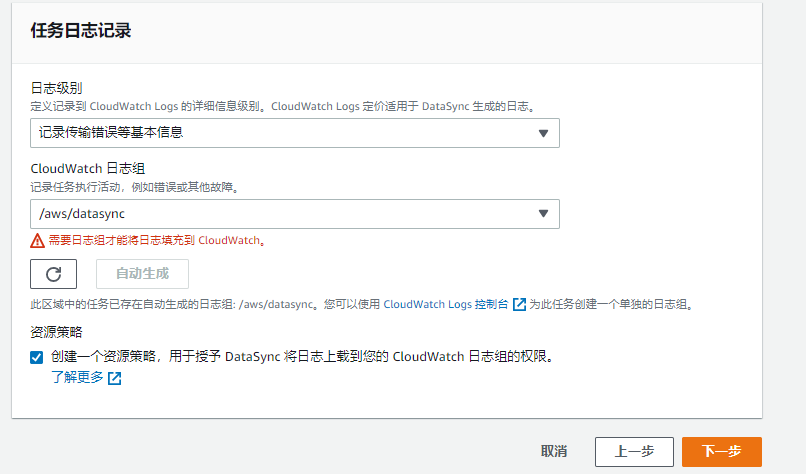 任务日志记录
日志级别
定义记录到 CloudWatch Logs 的详细信息级别。CloudWatch Logs 定价适用于 DataSync 生成的日志。
记录传输错误等基本信息
CloudWatch 日志组
记录任务执行活动，例如错误或其他故障。
/aws/datasync
需要日志组才能将日志填充到 CloudWatch。
自动生成
此区域中的任务已存在自动生成的日志组: /aws/datasync。您可以使用 CloudWatch Logs 控制台 为此任务创建一个单独的日志组。
资源策略
创建一个资源策略，用于授予 DataSync 将日志上载到您的 CloudWatch 日志组的权限。
了解更多
取消 上一步 下一步